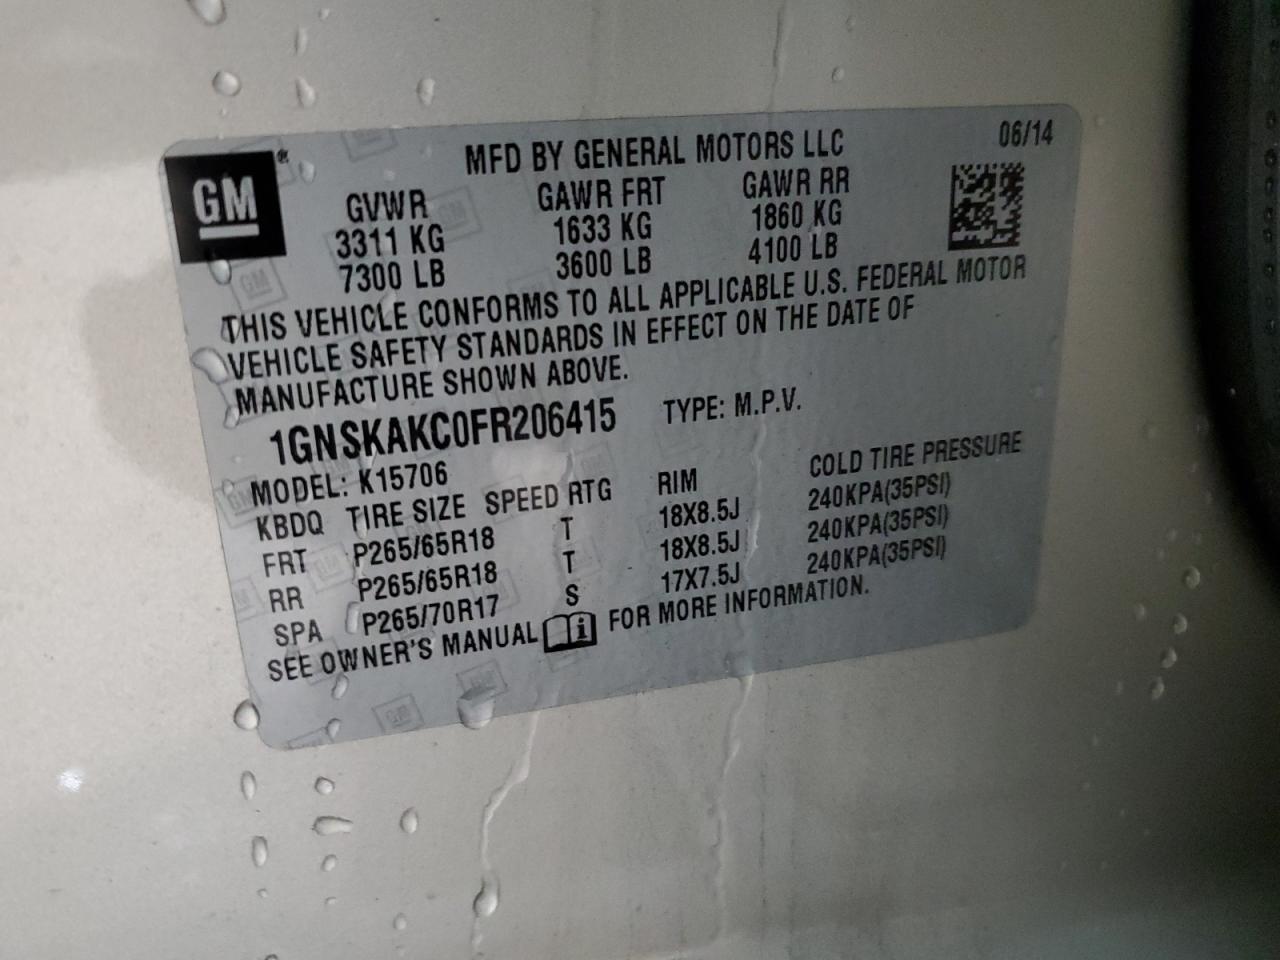 GM®
MFD BY GENERAL MOTORS LLC 06/14
GVWR GAWR FRT GAWR RR
3311 KG 1633 KG 1860 KG
7300 LB 3600 LB 4100 LB
THIS VEHICLE CONFORMS TO ALL APPLICABLE U.S. FEDERAL MOTOR
VEHICLE SAFETY STANDARDS IN EFFECT ON THE DATE OF
MANUFACTURE SHOWN ABOVE.
1GNSKAKC0FR206415 TYPE: M.P.V.
MODEL: K15706
KBDQ TIRE SIZE SPEED RTG RIM COLD TIRE PRESSURE
FRT P265/65R18 T 18X8.5J 240KPA(35PSI)
RR P265/65R18 T 18X8.5J 240KPA(35PSI)
SPA P265/70R17 S 17X7.5J 240KPA(35PSI)
SEE OWNER'S MANUAL i FOR MORE INFORMATION.